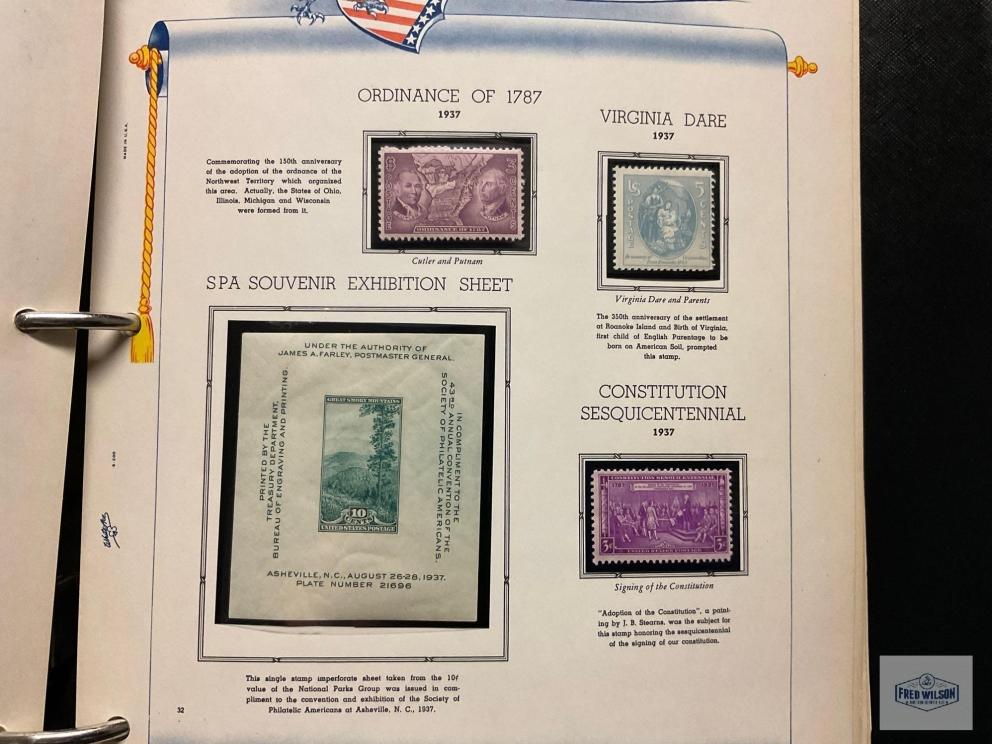 MADE IN U.S.A.
ORDINANCE OF 1787
1937
Commemorating the 150th anniversary
of the adoption of the ordinance of the
Northwest Territory which organized
this area. Actually, the States of Ohio,
Illinois, Michigan and Wisconsin
were formed from it.
ORDINANCE OF 1787
Cutler and Putnam
VIRGINIA DARE
1937
5
CENTS
Virginia Dare and Parents
The 350th anniversary of the settlement
at Roanoke Island and Birth of Virginia,
first child of English Parentage to be
born on American Soil, prompted
this stamp.
SPA SOUVENIR EXHIBITION SHEET
UNDER THE AUTHORITY OF
JAMES A. FARLEY, POSTMASTER GENERAL.
PRINTED BY THE
TREASURY DEPARTMENT,
BUREAU OF ENGRAVING AND PRINTING.
GREAT SMOKY MOUNTAINS
10
CENTS
UNITED STATES POSTAGE
IN COMPLIMENT TO THE
43RD ANNUAL CONVENTION OF THE
SOCIETY OF PHILATELIC AMERICANS.
ASHEVILLE, N.C., AUGUST 26-28, 1937.
PLATE NUMBER 21696
This single stamp imperforate sheet taken from the 10¢
value of the National Parks Group was issued in com-
pliment to the convention and exhibition of the Society of
Philatelic Americans at Asheville, N. C., 1937.
CONSTITUTION
SESQUICENTENNIAL
1937
CONSTITUTION SESQUICENTENNIAL
1787 1937
3¢
UNITED STATES POSTAGE
Signing of the Constitution
"Adoption of the Constitution", a paint-
ing by J. B. Stearns, was the subject for
this stamp honoring the sesquicentennial
of the signing of our constitution.
32
FRED WILSON